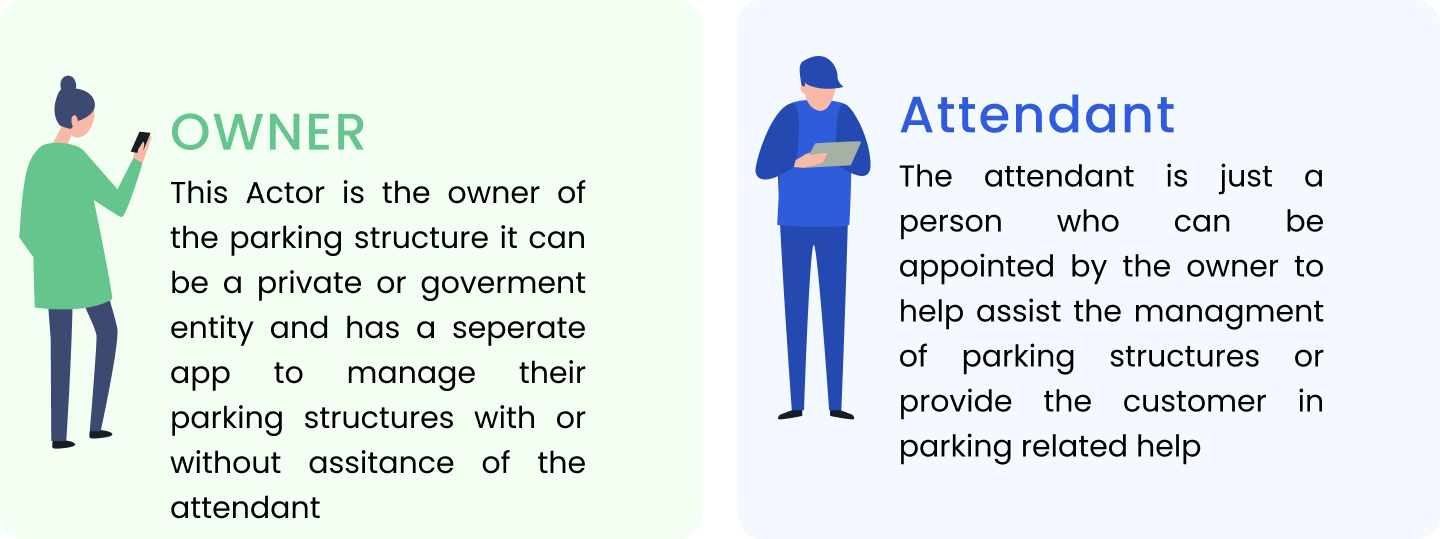 OWNER
This Actor is the owner of
the parking structure it can
be a private or goverment
entity and has a seperate
app to manage their
parking structures with or
without assitance of the
attendant
Attendant
The attendant is just a
person who can be
appointed by the owner to
help assist the managment
of parking structures or
provide the customer in
parking related help